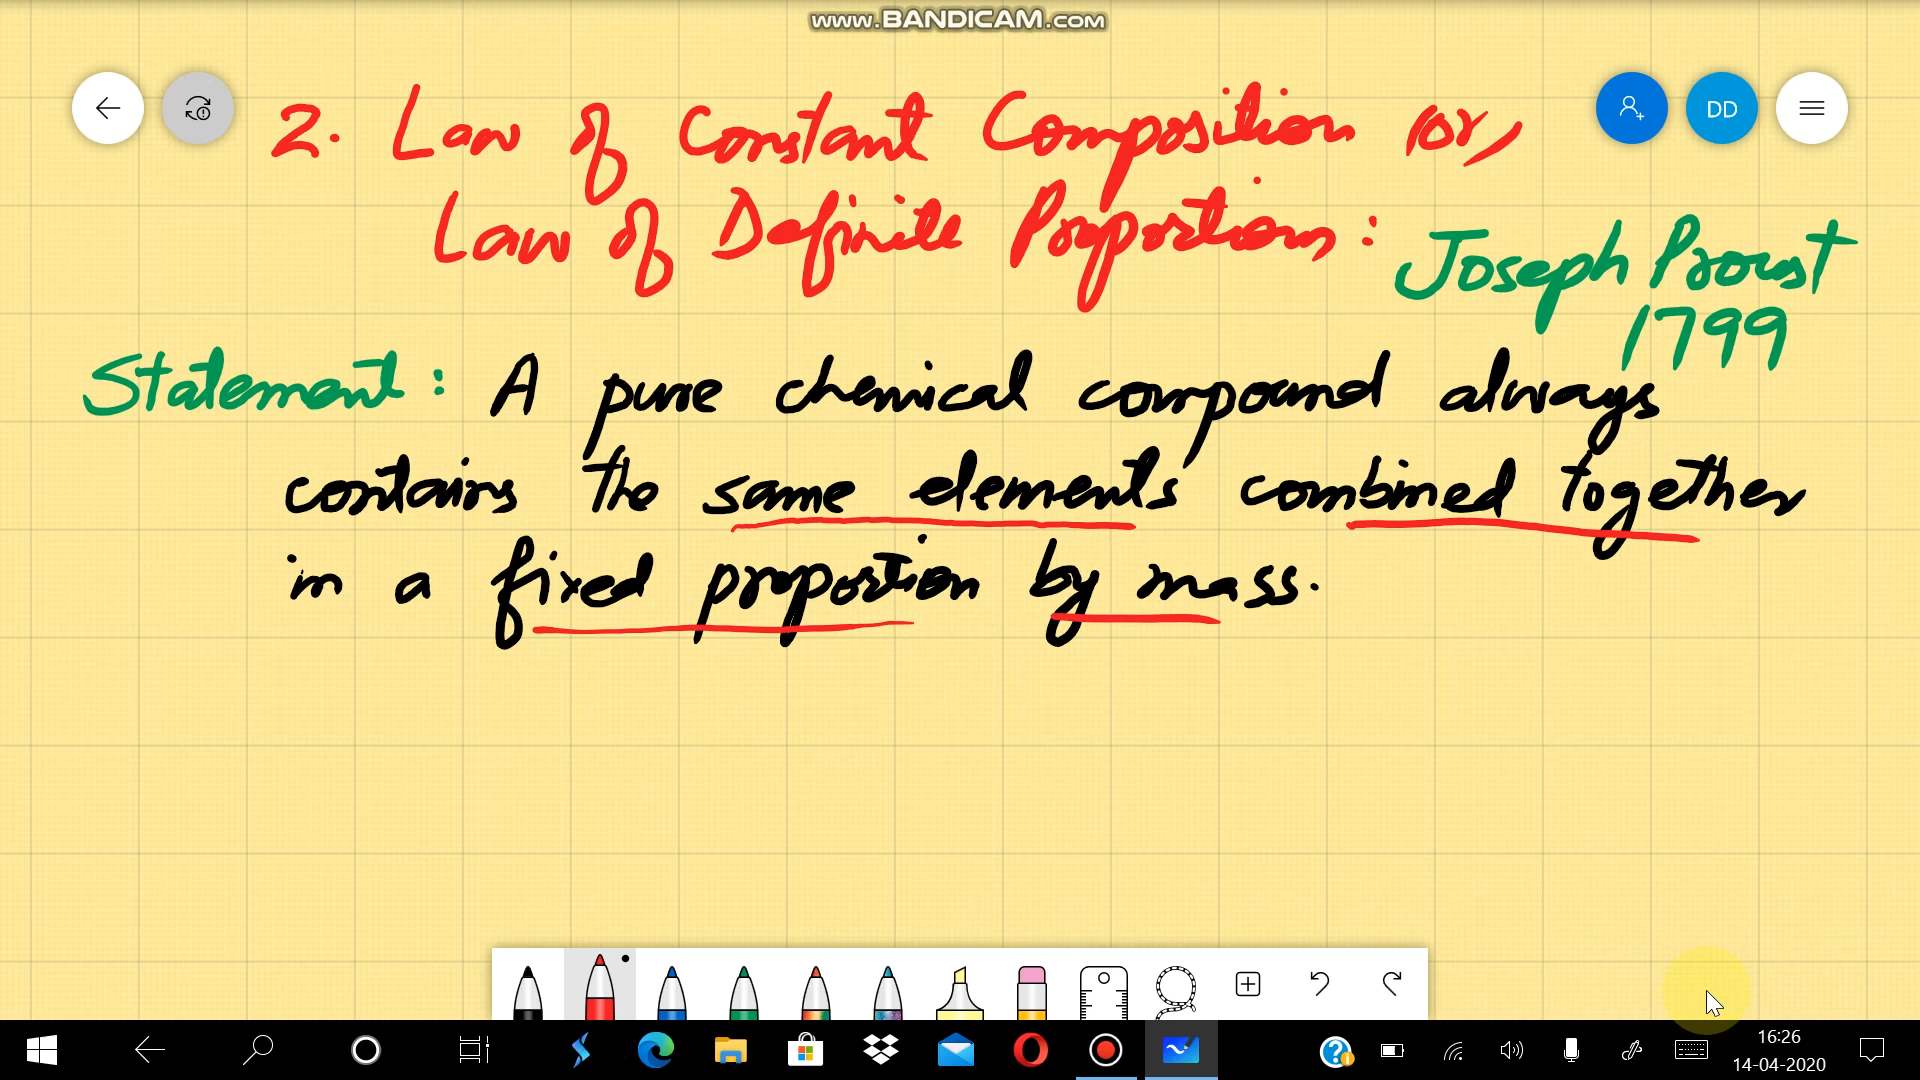 www.BANDICAM.com
2. Law of Constant Composition or,
Law of Definite Proportions:
Joseph Proust
1799
Statement: A pure chemical compound always
contains the same elements combined together
in a fixed proportion by mass.
DD
16:26
14-04-2020